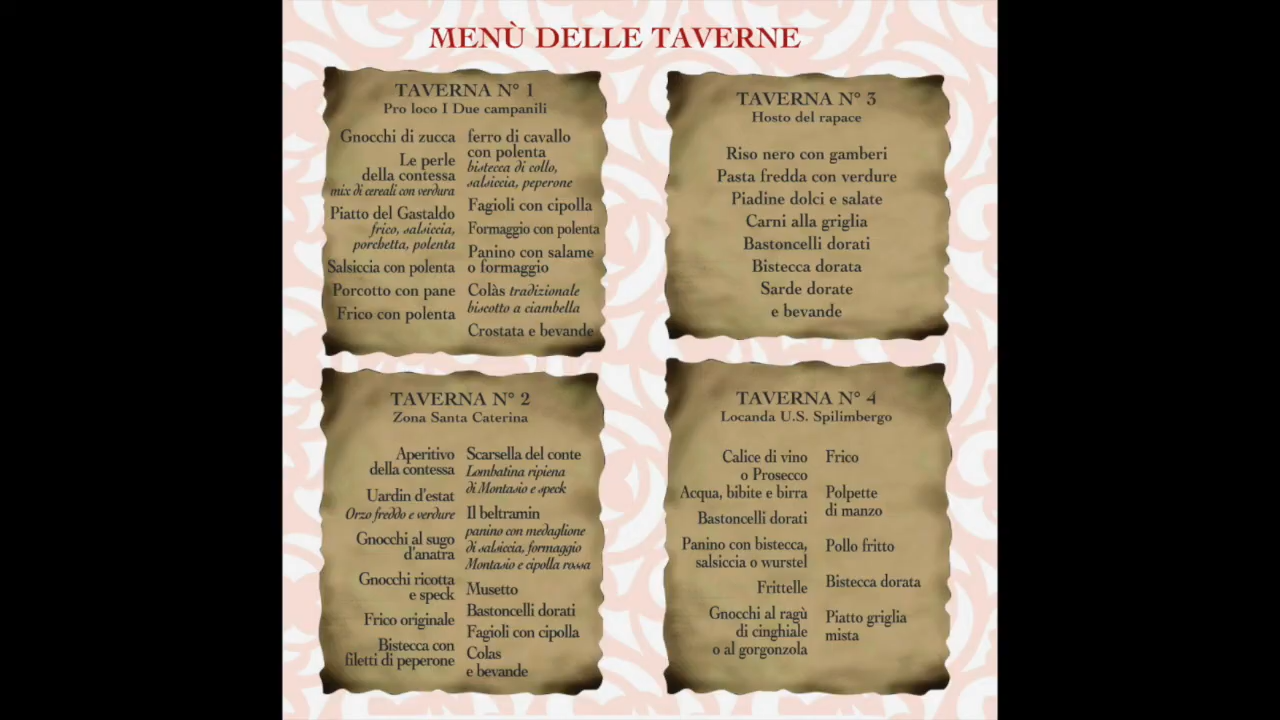 MENÙ DELLE TAVERNE
TAVERNA N° 1
Pro loco I Due campanili
Gnocchi di zucca
Le perle
della contessa
mix di cereali con verdura
Piatto del Gastaldo
frico, salsiccia,
porchetta, polenta
Salsiccia con polenta
Porcotto con pane
Frico con polenta
ferro di cavallo
con polenta
bistecca di collo,
salsiccia, peperone
Fagioli con cipolla
Formaggio con polenta
Panino con salame
o formaggio
Colàs tradizionale
biscotto a ciambella
Crostata e bevande
TAVERNA N° 3
Hosto del rapace
Riso nero con gamberi
Pasta fredda con verdure
Piadine dolci e salate
Carni alla griglia
Bastoncelli dorati
Bistecca dorata
Sarde dorate
e bevande
TAVERNA N° 2
Zona Santa Caterina
Aperitivo
della contessa
Uardin d'estat
Orzo freddo e verdure
Gnocchi al sugo
d'anatra
Gnocchi ricotta
e speck
Frico originale
Bistecca con
filetti di peperone
Scarsella del conte
Lombatina ripiena
di Montasio e speck
Il beltramin
panino con medaglione
di salsiccia, formaggio
Montasio e cipolla rossa
Musetto
Bastoncelli dorati
Fagioli con cipolla
Colas
e bevande
TAVERNA N° 4
Locanda U.S. Spilimbergo
Calice di vino
o Prosecco
Acqua, bibite e birra
Bastoncelli dorati
Panino con bistecca,
salsiccia o wurstel
Frittelle
Gnocchi al ragù
di cinghiale
o al gorgonzola
Frico
Polpette
di manzo
Pollo fritto
Bistecca dorata
Piatto griglia
mista